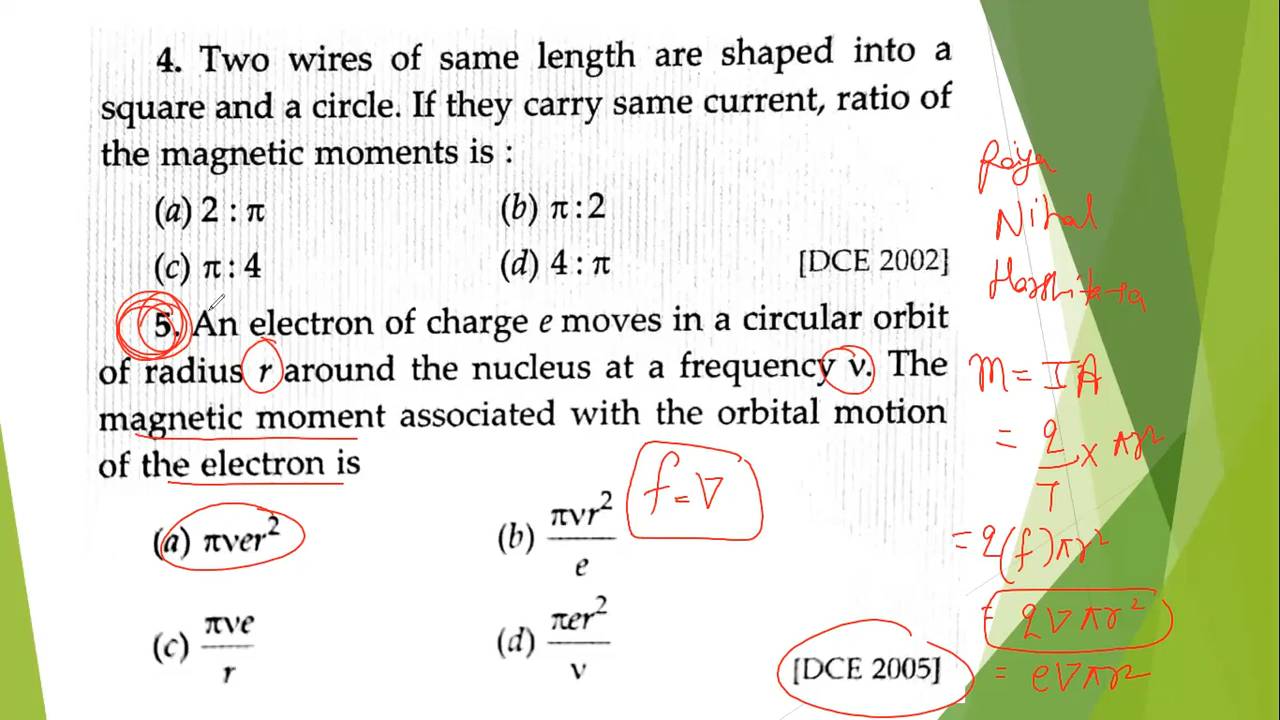 4. Two wires of same length are shaped into a
square and a circle. If they carry same current, ratio of
the magnetic moments is :
(a) 2 : π
(b) π : 2
(c) π : 4
(d) 4 : π
[DCE 2002]
5. An electron of charge e moves in a circular orbit
of radius r around the nucleus at a frequency ν. The
magnetic moment associated with the orbital motion
of the electron is
f = ν
(a) πνer²
(b) πνr²/e
(c) πνe/r
(d) πer²/ν
[DCE 2005]
Nihal
M = IA
= q/T × πr²
= q(f)πr²
= qνπr²
= eνπr²